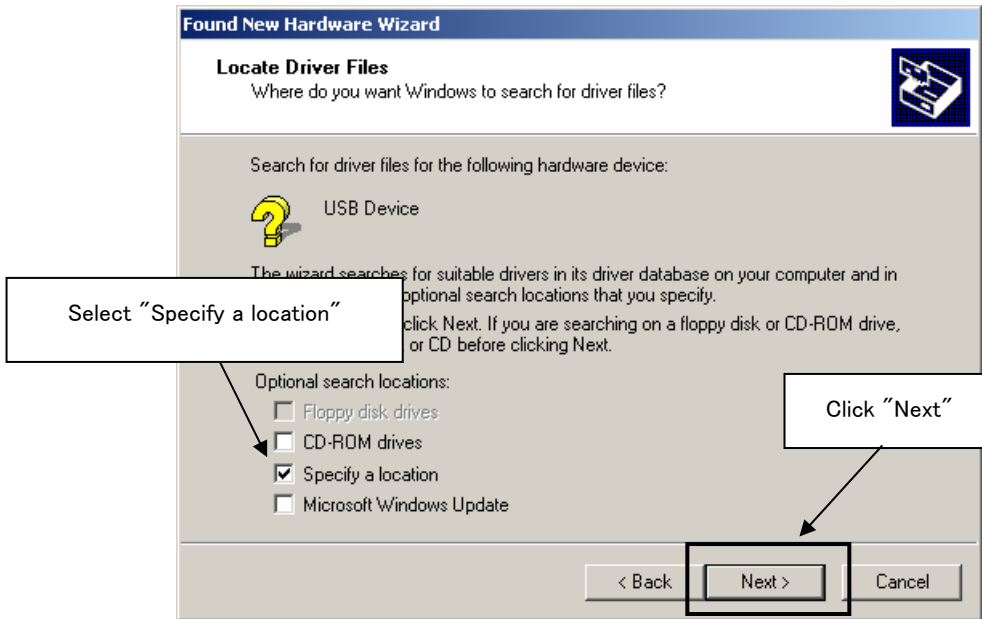 Found New Hardware Wizard
Locate Driver Files
Where do you want Windows to search for driver files?
Search for driver files for the following hardware device:
USB Device
The wizard searches for suitable drivers in its driver database on your computer and in
optional search locations that you specify.
click Next. If you are searching on a floppy disk or CD-ROM drive,
or CD before clicking Next.
Select "Specify a location"
Optional search locations:
Floppy disk drives
CD-ROM drives
Specify a location
Microsoft Windows Update
Click "Next"
< Back
Next >
Cancel